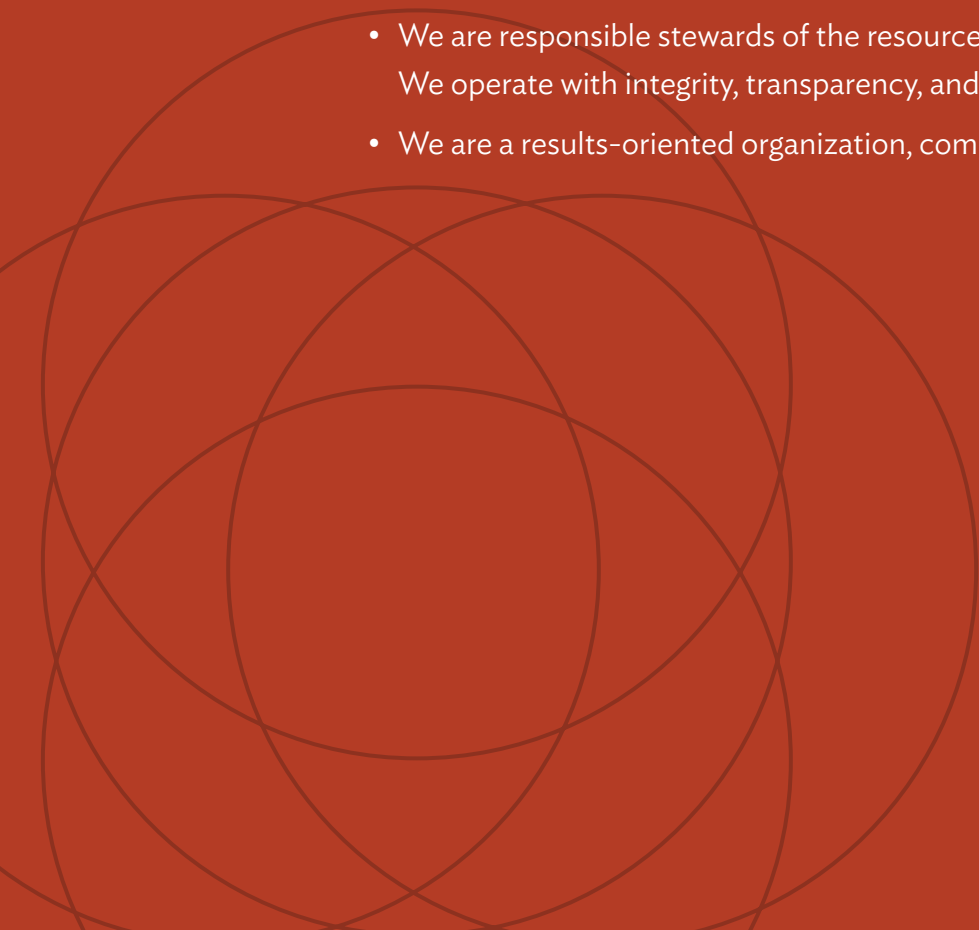 • We are responsible stewards of the resource
We operate with integrity, transparency, and
• We are a results-oriented organization, com